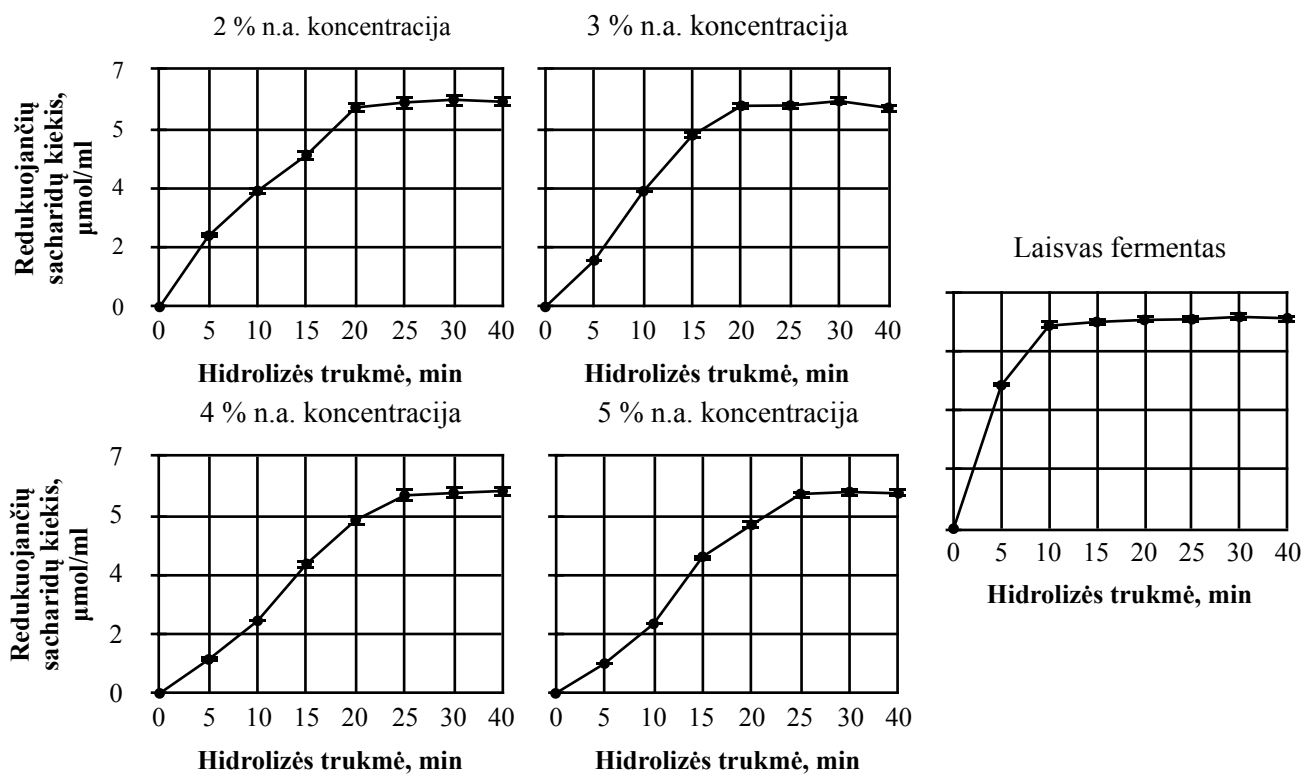 2 % n.a. koncentracija
3 % n.a. koncentracija
Redukuojančių
sacharidų kiekis,
µmol/ml
7
5
4
2
0
0 5 10 15 20 25 30 40
0 5 10 15 20 25 30 40
Hidrolizės trukmė, min
Hidrolizės trukmė, min
Laisvas fermentas
0 5 10 15 20 25 30 40
Hidrolizės trukmė, min
4 % n.a. koncentracija
5 % n.a. koncentracija
Redukuojančių
sacharidų kiekis,
µmol/ml
7
5
4
2
0
0 5 10 15 20 25 30 40
0 5 10 15 20 25 30 40
Hidrolizės trukmė, min
Hidrolizės trukmė, min